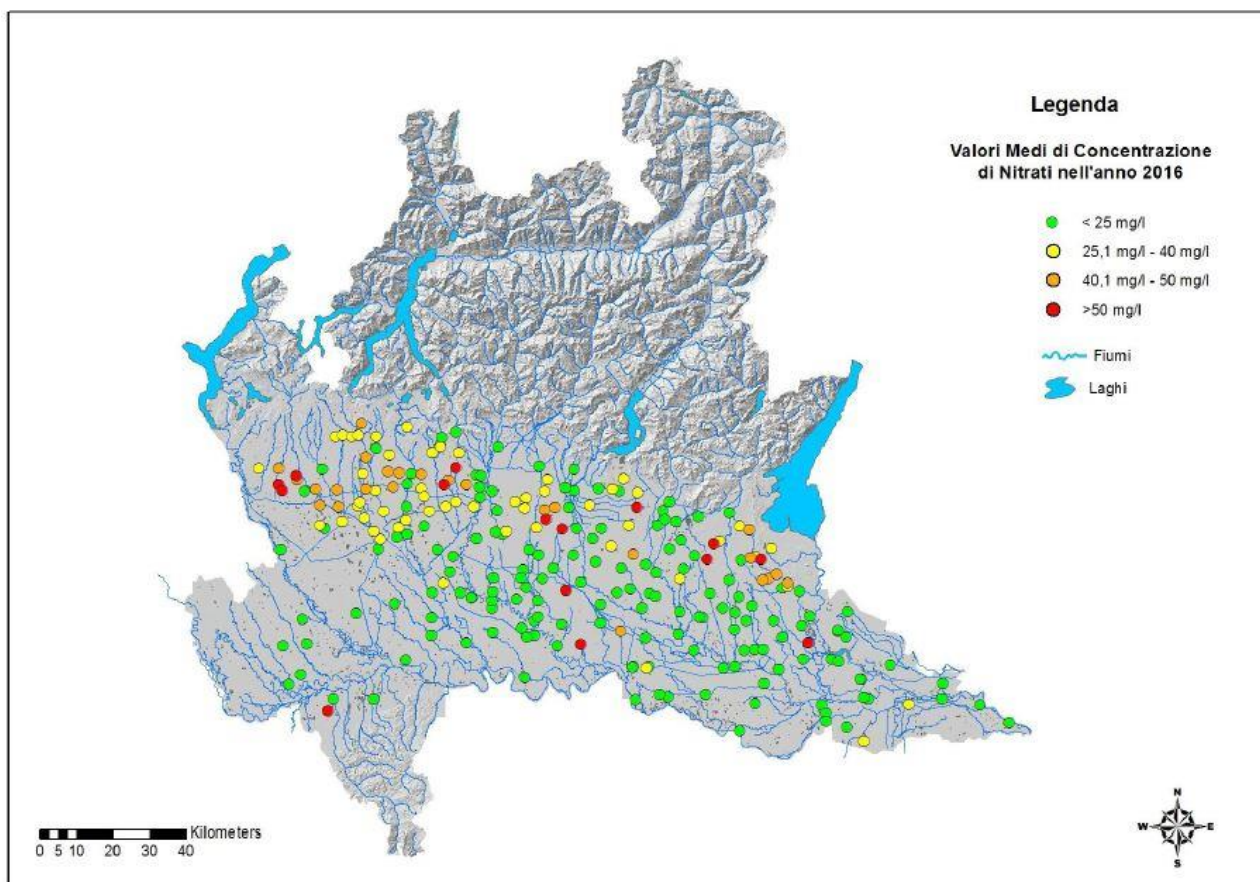 Legenda
Valori Medi di Concentrazione
di Nitrati nell'anno 2016
< 25 mg/l
25,1 mg/l - 40 mg/l
40,1 mg/l - 50 mg/l
>50 mg/l
Fiumi
Laghi
Kilometers
0 5 10 20 30 40
N
W E
S